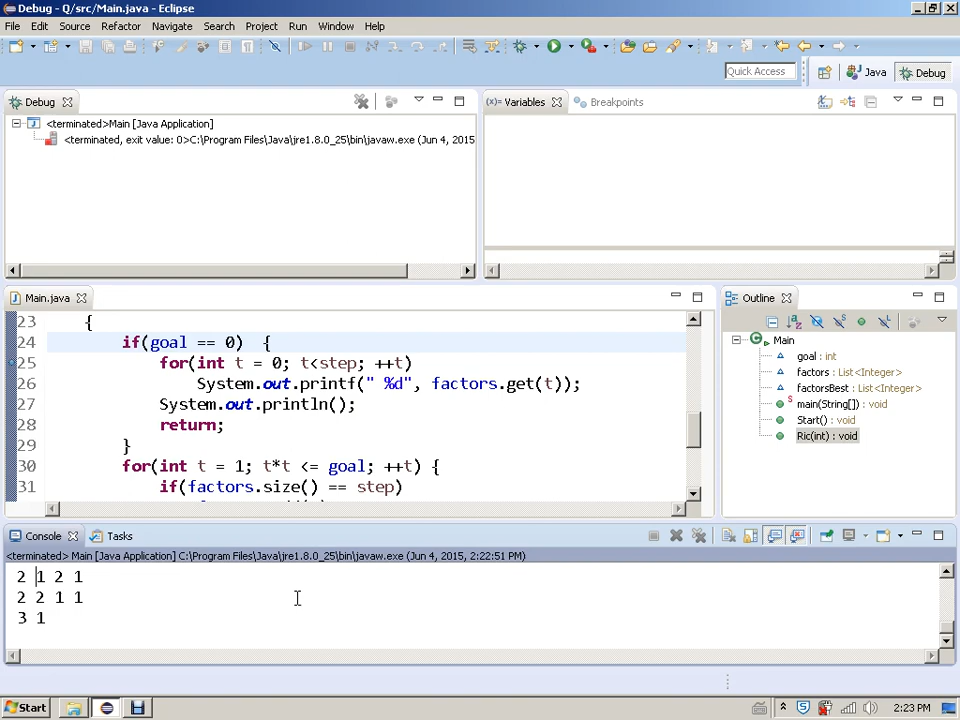 Debug - Q/src/Main.java - Eclipse
File Edit Source Refactor Navigate Search Project Run Window Help
Quick Access
Java
Debug
Debug
<terminated>Main [Java Application]
<terminated, exit value: 0>C:\Program Files\Java\jre1.8.0_25\bin\javaw.exe (Jun 4, 2015
(x)= Variables
Breakpoints
Main.java
23 {
24 if(goal == 0) {
25 for(int t = 0; t<step; ++t)
26 System.out.printf(" %d", factors.get(t));
27 System.out.println();
28 return;
29 }
30 for(int t = 1; t*t <= goal; ++t) {
31 if(factors.size() == step)
Outline
Main
goal : int
factors : List<Integer>
factorsBest : List<Integer>
main(String[]) : void
Start() : void
Ric(int) : void
Console
Tasks
<terminated> Main [Java Application] C:\Program Files\Java\jre1.8.0_25\bin\javaw.exe (Jun 4, 2015, 2:22:51 PM)
2 1 2 1
2 2 1 1
3 1
Start
2:23 PM